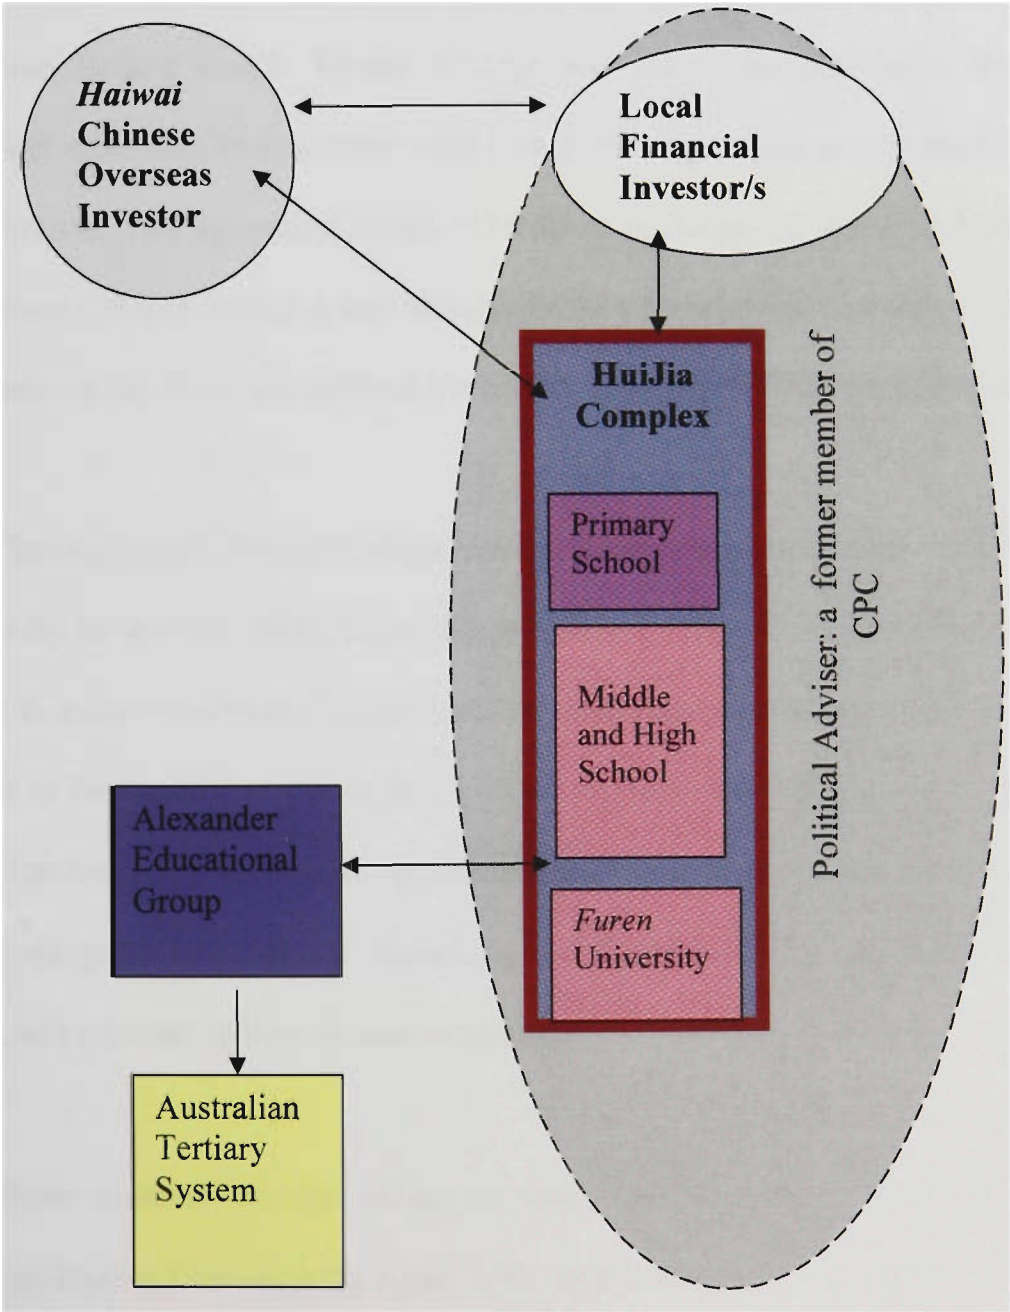 Haiwai
Chinese
Overseas
Investor
Local
Financial
Investor/s
HuiJia
Complex
Primary
School
Middle
and High
School
Furen
University
Political Adviser: a former member of
CPC
Alexander
Educational
Group
Australian
Tertiary
System